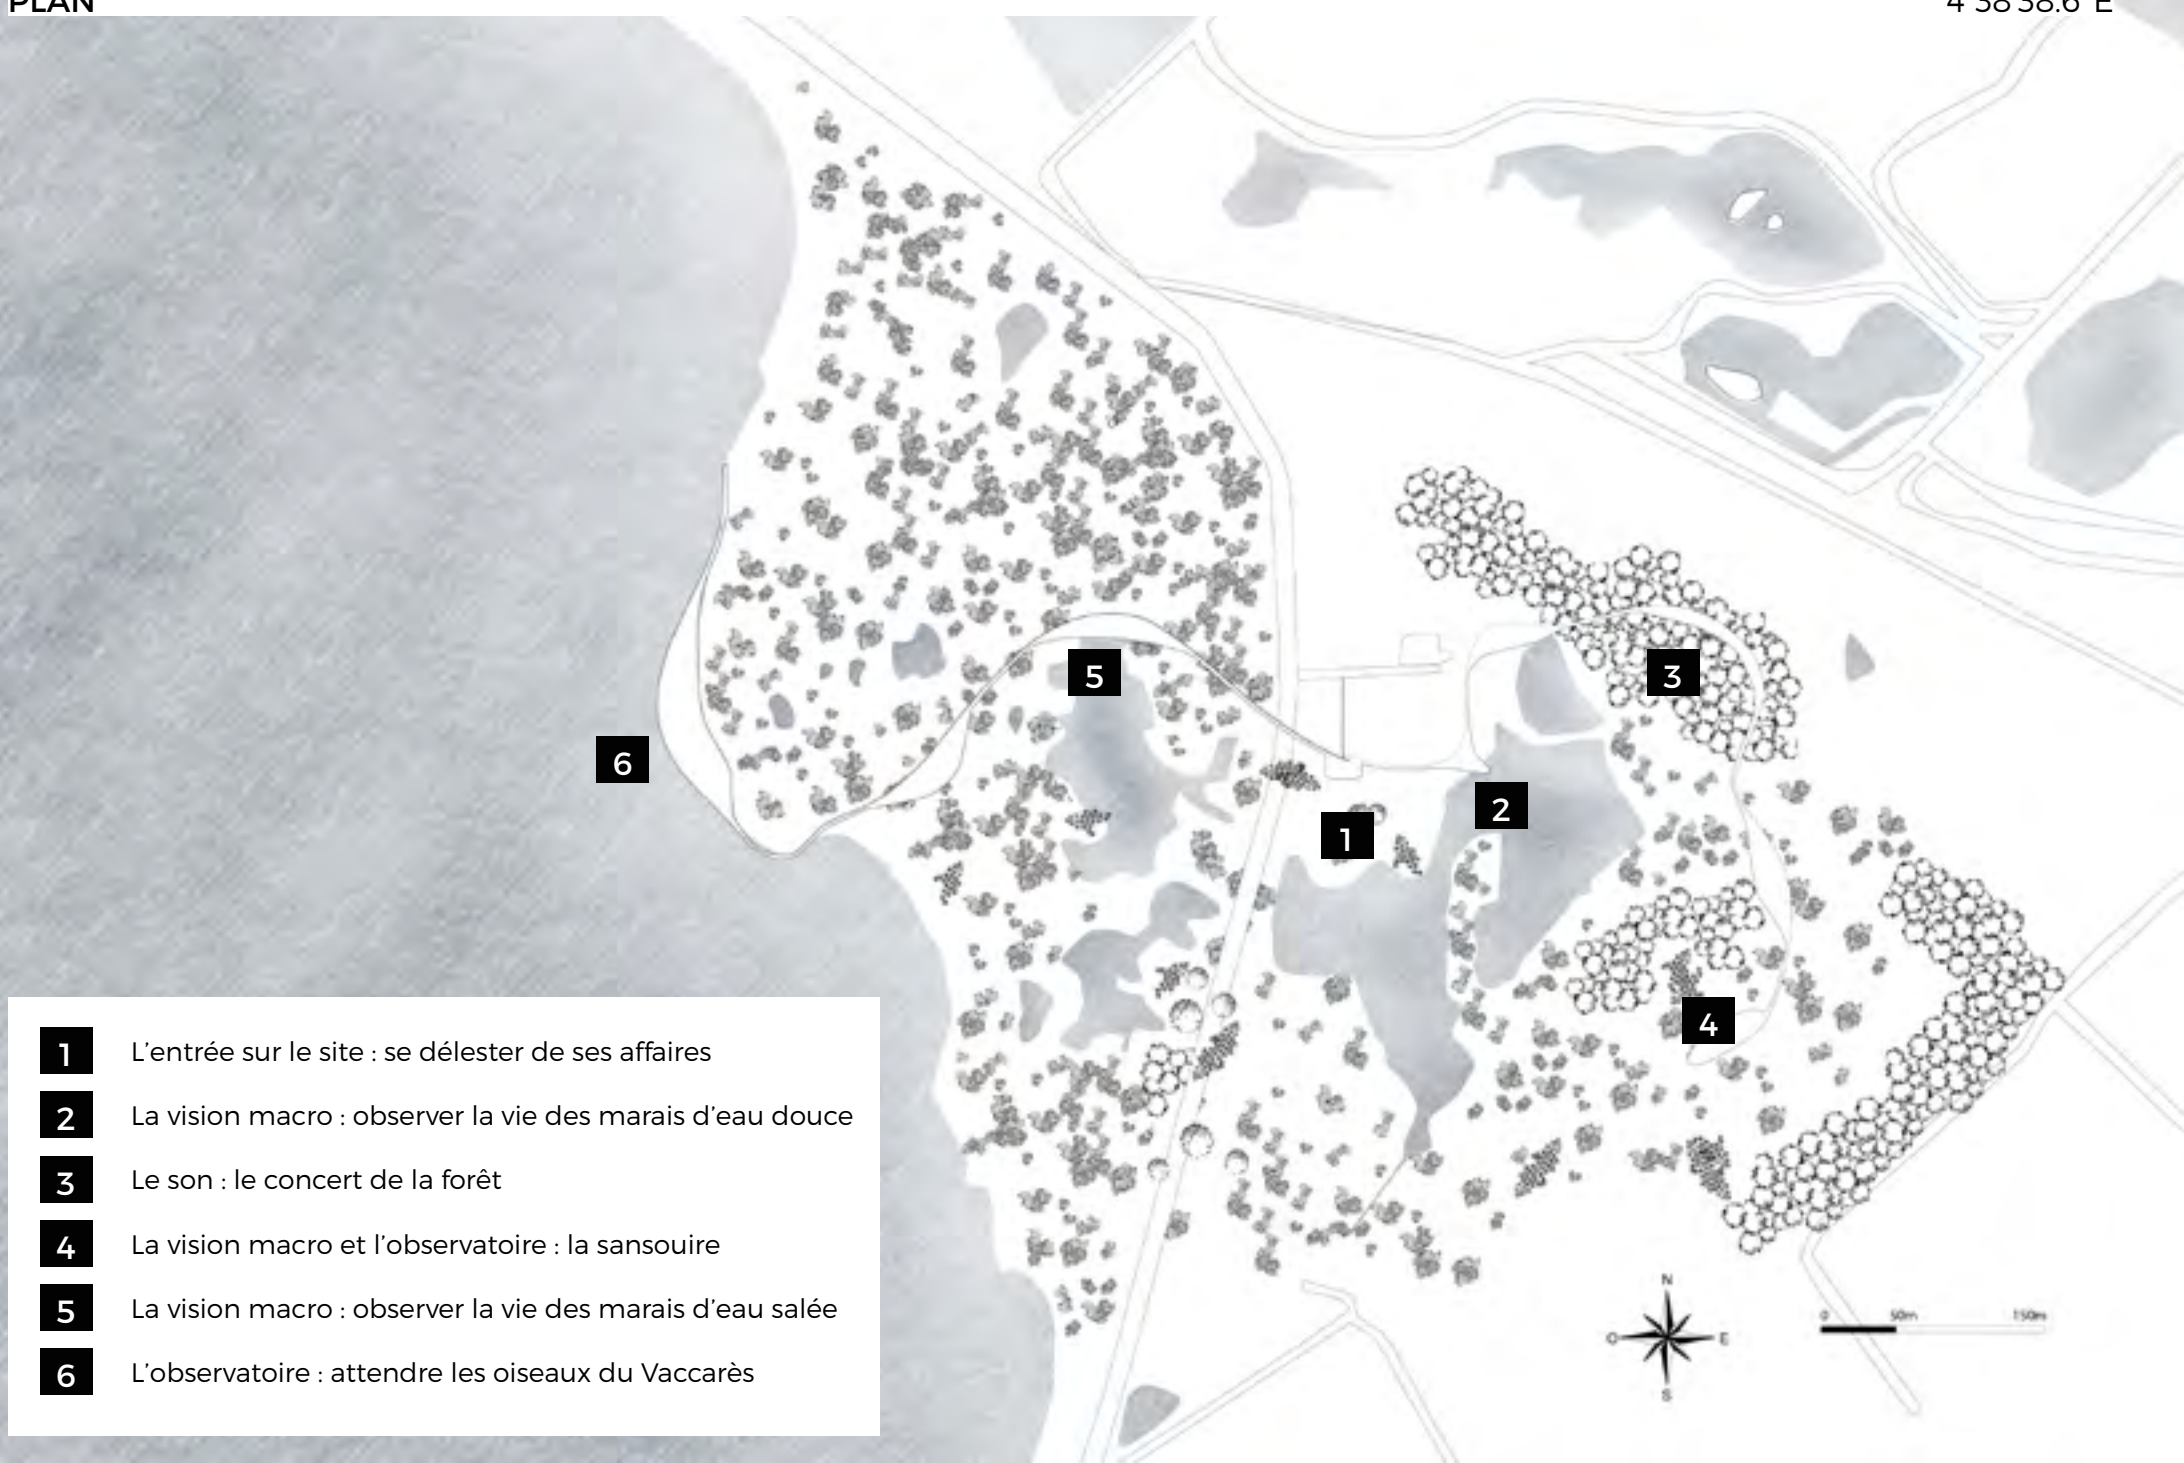 PLAN
4°38'38.6" E
6
5
3
2
1
4
1 L'entrée sur le site : se délester de ses affaires
2 La vision macro : observer la vie des marais d'eau douce
3 Le son : le concert de la forêt
4 La vision macro et l'observatoire : la sansouire
5 La vision macro : observer la vie des marais d'eau salée
6 L'observatoire : attendre les oiseaux du Vaccarès
N
O E
S
0 50m 150m